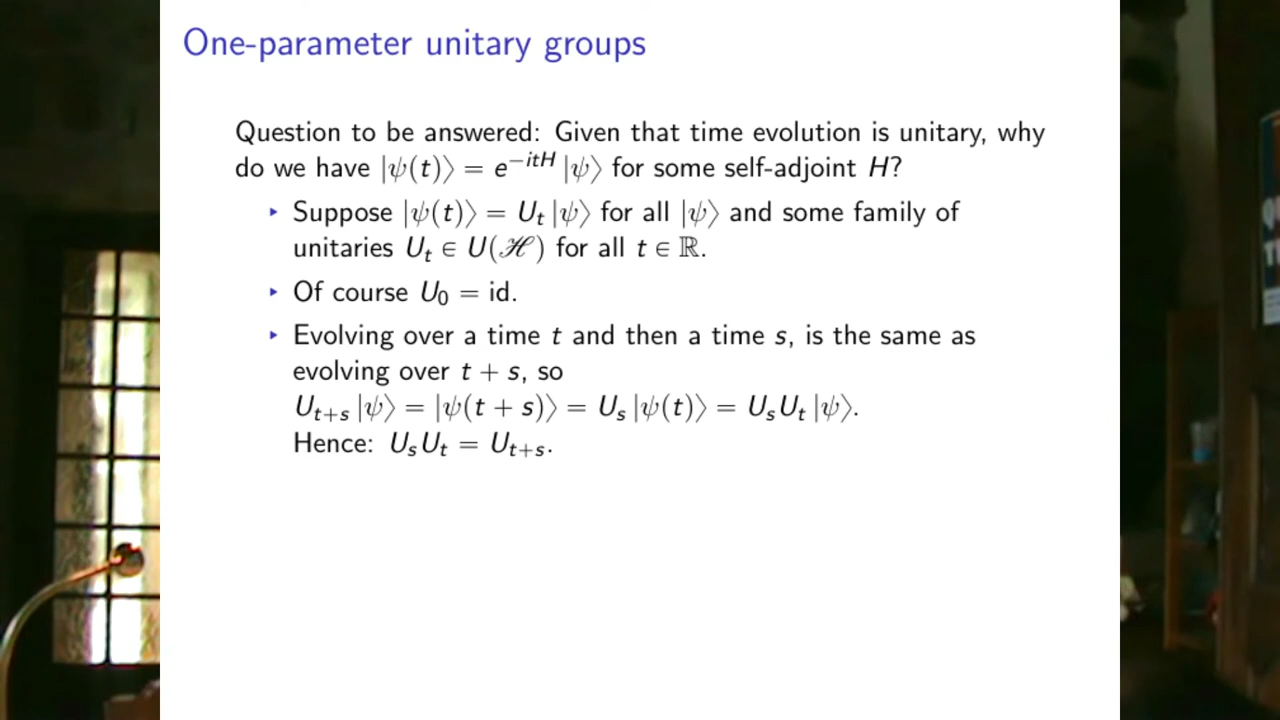 One-parameter unitary groups
Question to be answered: Given that time evolution is unitary, why
do we have |ψ(t)⟩ = e^{−itH} |ψ⟩ for some self-adjoint H?
▸ Suppose |ψ(t)⟩ = U_t |ψ⟩ for all |ψ⟩ and some family of
unitaries U_t ∈ U(ℋ) for all t ∈ ℝ.
▸ Of course U_0 = id.
▸ Evolving over a time t and then a time s, is the same as
evolving over t + s, so
U_{t+s} |ψ⟩ = |ψ(t + s)⟩ = U_s |ψ(t)⟩ = U_s U_t |ψ⟩.
Hence: U_s U_t = U_{t+s}.